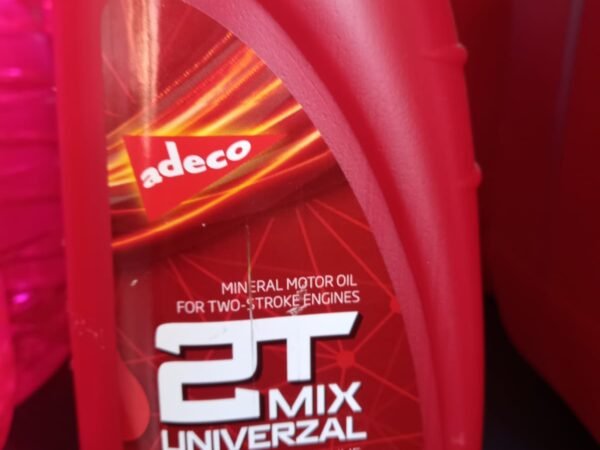 adeco
MINERAL MOTOR OIL
FOR TWO-STROKE ENGINES
2T
MIX
UNIVERZAL